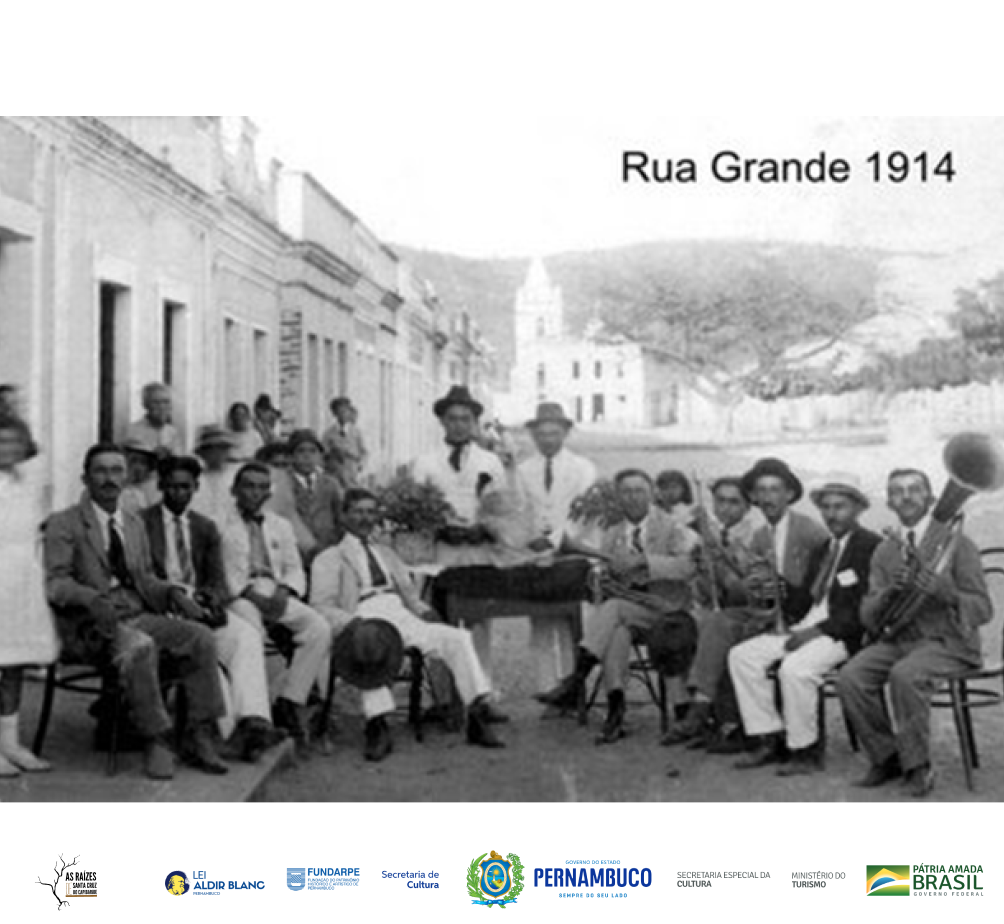 Rua Grande 1914
AS RAÍZES
SANTA CRUZ
DO CAPIBARIBE
LEI
ALDIR BLANC
PERNAMBUCO
FUNDARPE
FUNDAÇÃO DO PATRIMÔNIO
HISTÓRICO E ARTÍSTICO DE
PERNAMBUCO
Secretaria de
Cultura
GOVERNO DO ESTADO
PERNAMBUCO
SEMPRE DO SEU LADO
SECRETARIA ESPECIAL DA
CULTURA
MINISTÉRIO DO
TURISMO
PÁTRIA AMADA
BRASIL
GOVERNO FEDERAL